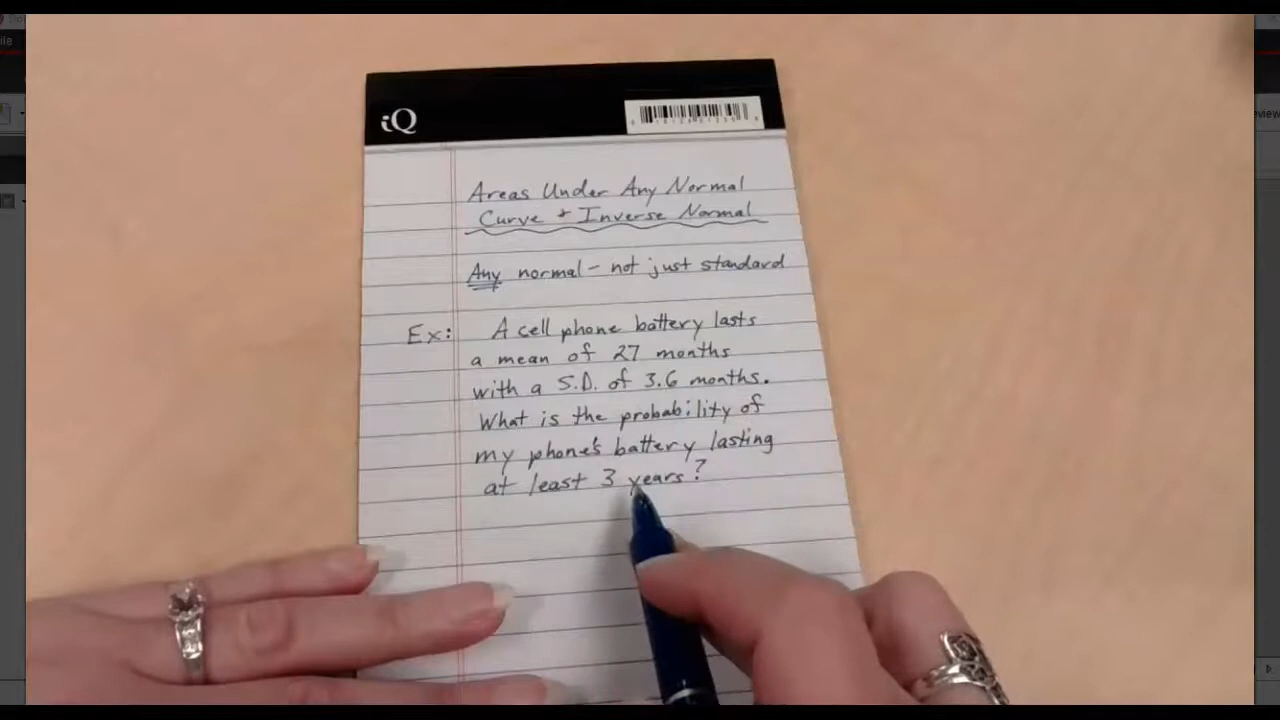 ile
iQ
eview
Areas Under Any Normal
Curve + Inverse Normal
Any normal - not just standard
Ex: A cell phone battery lasts
a mean of 27 months
with a S.D. of 3.6 months.
What is the probability of
my phone's battery lasting
at least 3 years?